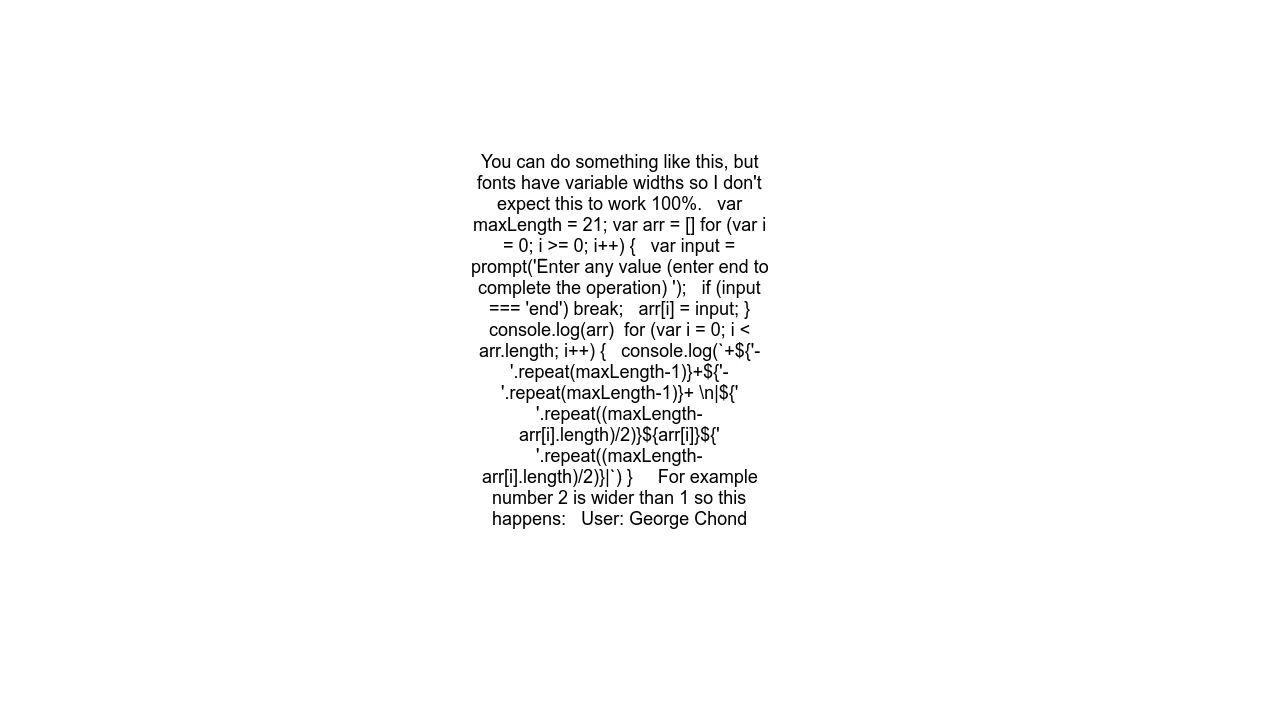 You can do something like this, but
fonts have variable widths so I don't
expect this to work 100%.   var
maxLength = 21; var arr = [] for (var i
= 0; i >= 0; i++) {   var input =
prompt('Enter any value (enter end to
complete the operation) ');   if (input
=== 'end') break;   arr[i] = input; }
console.log(arr)  for (var i = 0; i <
arr.length; i++) {   console.log(`+${'-
'.repeat(maxLength-1)}+${'-
'.repeat(maxLength-1)}+ \n|${'
'.repeat((maxLength-
arr[i].length)/2)}${arr[i]}${'
'.repeat((maxLength-
arr[i].length)/2)}|`) }     For example
number 2 is wider than 1 so this
happens:   User: George Chond